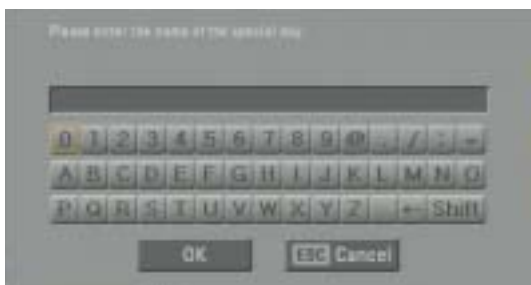 Please enter the name of the special day.
0 1 2 3 4 5 6 7 8 9 @ . / : -
A B C D E F G H I J K L M N O
P Q R S T U V W X Y Z ← Shift
OK ESC Cancel